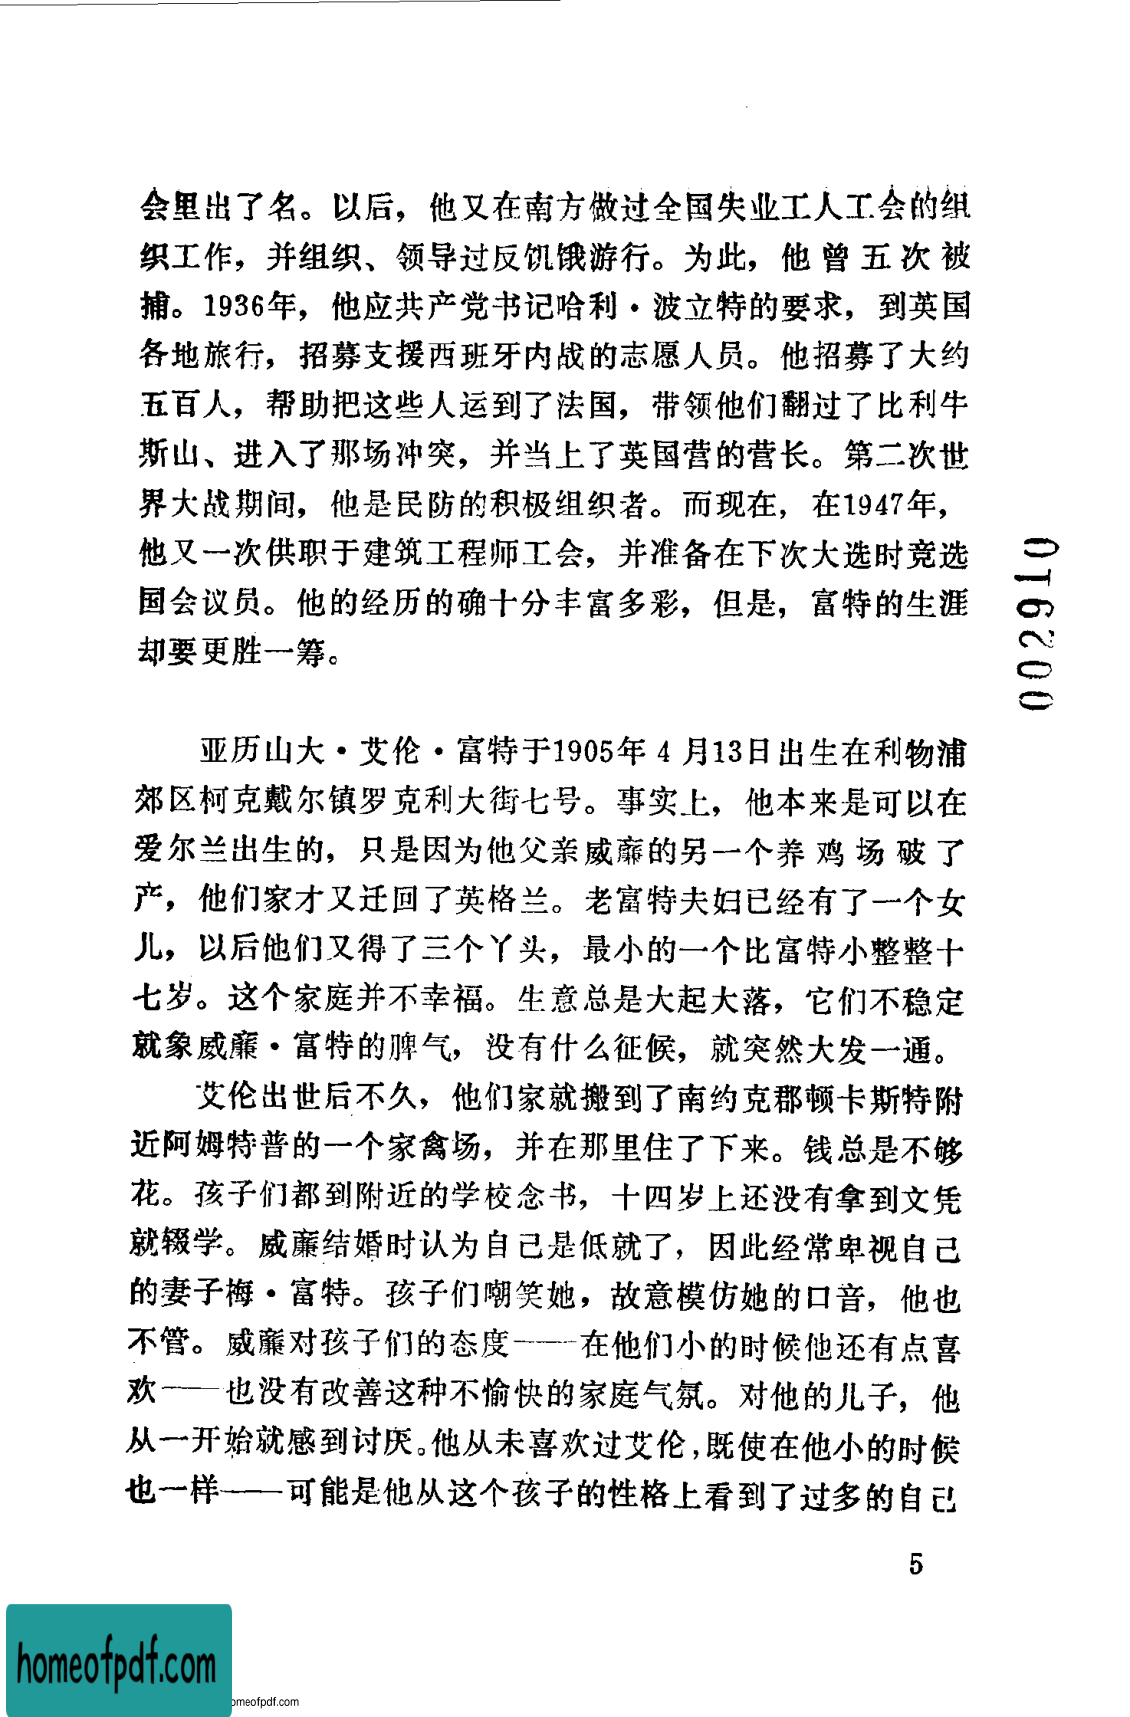 会里出了名。以后，他又在南方做过全国失业工人工会的组
织工作，并组织、领导过反饥饿游行。为此，他曾五次被
捕。1936年，他应共产党书记哈利·波立特的要求，到英国
各地旅行，招募支援西班牙内战的志愿人员。他招募了大约
五百人，帮助把这些人运到了法国，带领他们翻过了比利牛
斯山、进入了那场冲突，并当上了英国营的营长。第二次世
界大战期间，他是民防的积极组织者。而现在，在1947年，
他又一次供职于建筑工程师工会，并准备在下次大选时竞选
国会议员。他的经历的确十分丰富多彩，但是，富特的生涯
却要更胜一筹。
002910
亚历山大·艾伦·富特于1905年4月13日出生在利物浦
郊区柯克戴尔镇罗克利大街七号。事实上，他本来是可以在
爱尔兰出生的，只是因为他父亲威廉的另一个养鸡场破了
产，他们家才又迁回了英格兰。老富特夫妇已经有了一个女
儿，以后他们又得了三个丫头，最小的一个比富特小整整十
七岁。这个家庭并不幸福。生意总是大起大落，它们不稳定
就象威廉·富特的脾气，没有什么征候，就突然大发一通。
艾伦出世后不久，他们家就搬到了南约克郡顿卡斯特附
近阿姆特普的一个家禽场，并在那里住了下来。钱总是不够
花。孩子们都到附近的学校念书，十四岁上还没有拿到文凭
就辍学。威廉结婚时认为自己是低就了，因此经常卑视自己
的妻子梅·富特。孩子们嘲笑她，故意模仿她的口音，他也
不管。威廉对孩子们的态度——在他们小的时候他还有点喜
欢——也没有改善这种不愉快的家庭气氛。对他的儿子，他
从一开始就感到讨厌。他从未喜欢过艾伦，既使在他小的时候
也一样——可能是他从这个孩子的性格上看到了过多的自己
5
homeofpdf.com
omeofpdf.com